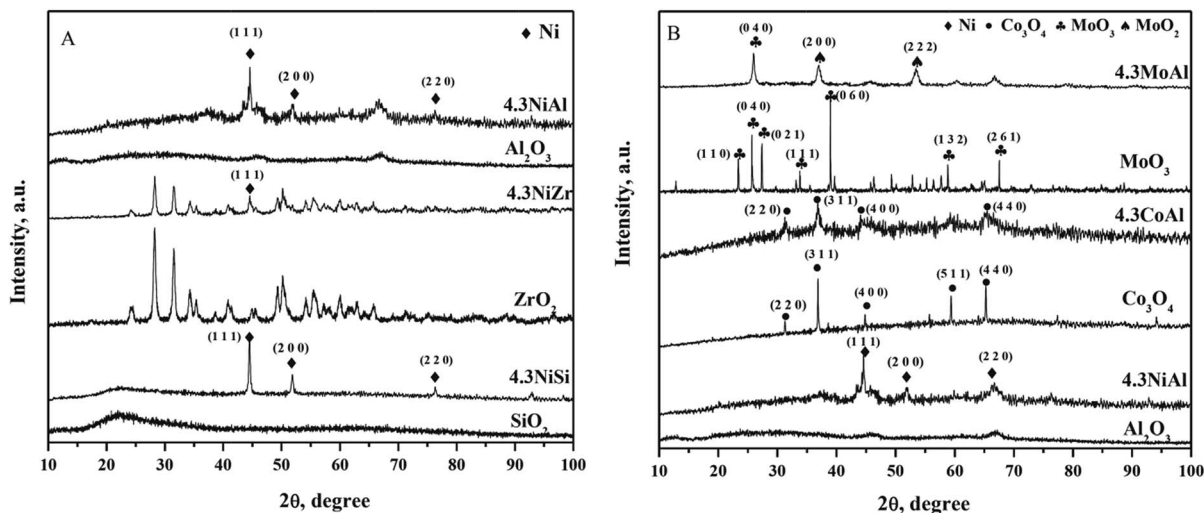 A
◆ Ni
(1 1 1)
(2 0 0)
(2 2 0)
4.3NiAl
Al2O3
(1 1 1)
4.3NiZr
ZrO2
(1 1 1)
(2 0 0)
(2 2 0)
4.3NiSi
SiO2
10 20 30 40 50 60 70 80 90 100
2θ, degree
Intensity, a.u.
B
◆ Ni ● Co3O4 ♣ MoO3 ♠ MoO2
(0 4 0)
(2 0 0)
(2 2 2)
4.3MoAl
(0 6 0)
(0 4 0)
(0 2 1)
(1 1 0)
(1 1 1)
(1 3 2)
(2 6 1)
MoO3
(3 1 1)
(2 2 0)
(4 0 0)
(4 4 0)
4.3CoAl
(3 1 1)
(5 1 1)
(4 4 0)
(2 2 0)
(4 0 0)
Co3O4
(1 1 1)
(2 0 0)
(2 2 0)
4.3NiAl
Al2O3
10 20 30 40 50 60 70 80 90 100
2θ, degree
Intensity, a.u.